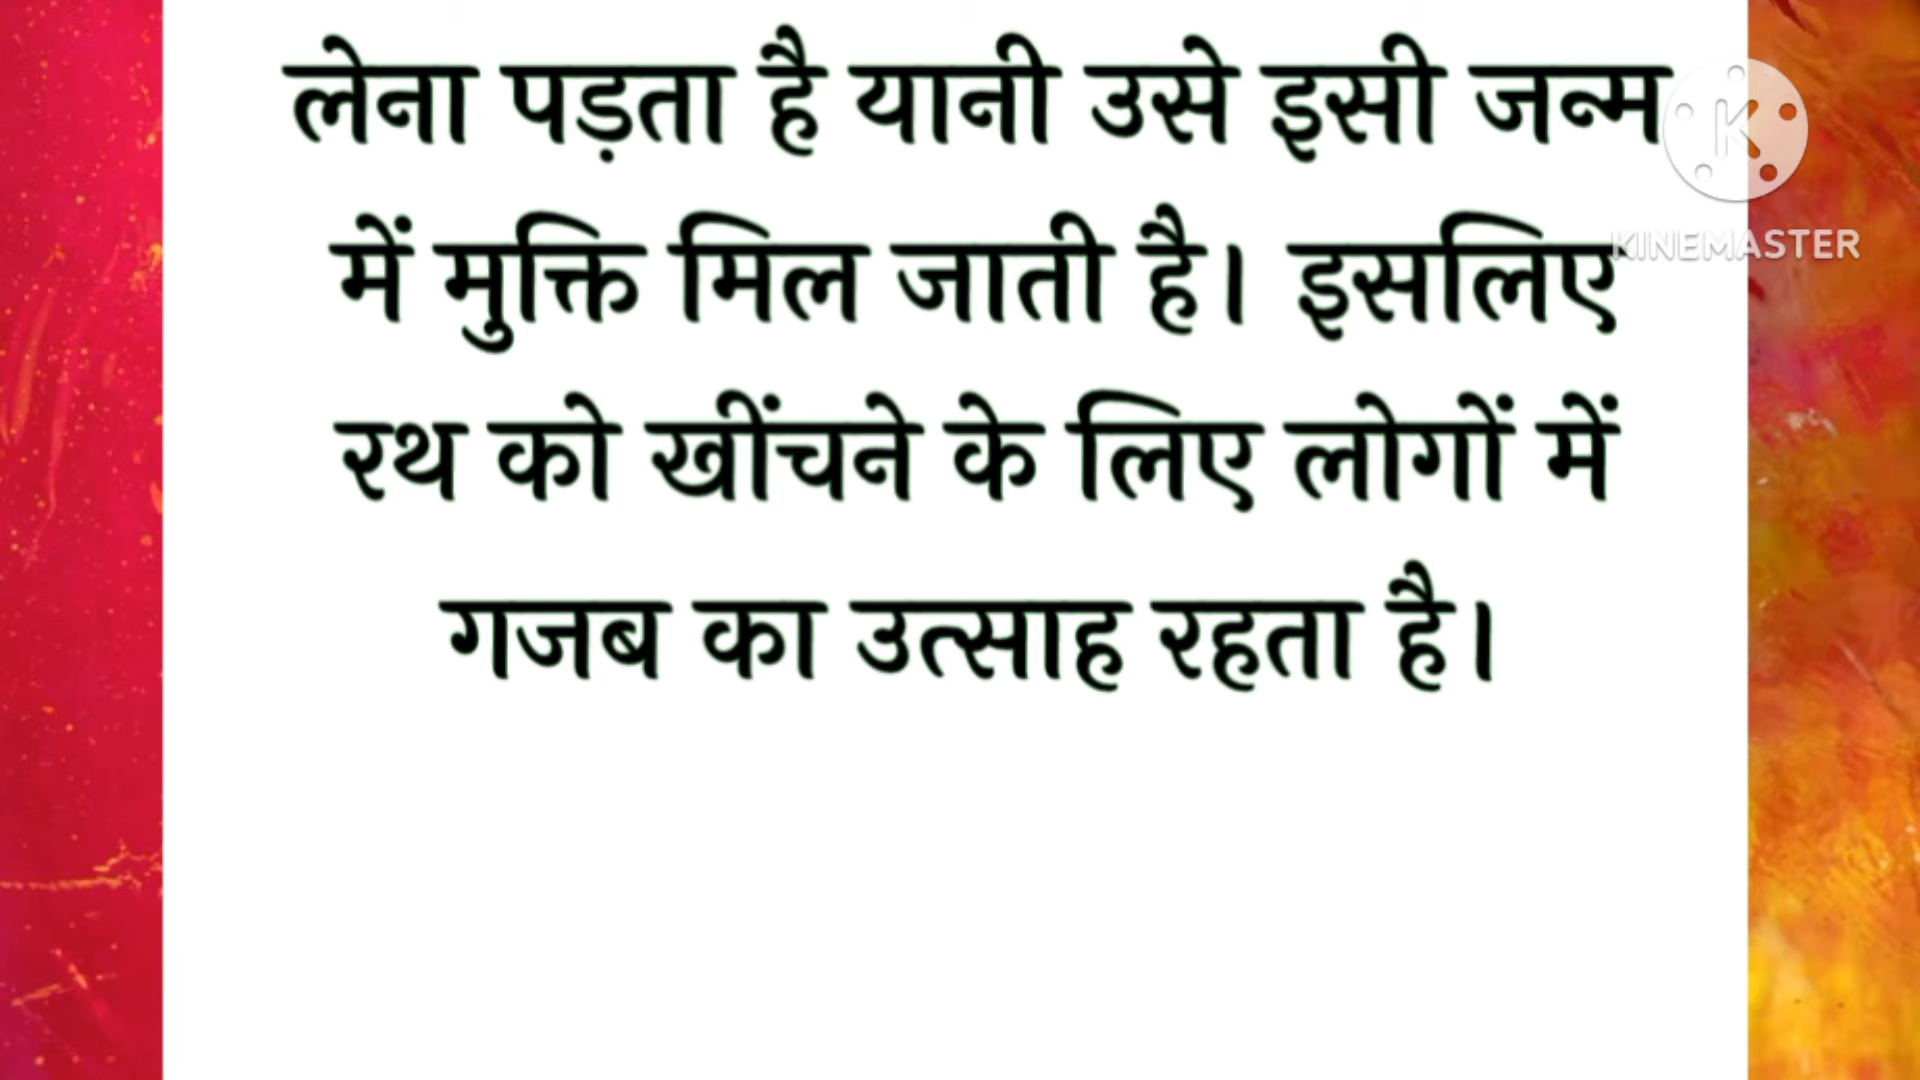 लेना पड़ता है यानी उसे इसी जन्म
में मुक्ति मिल जाती है। इसलिए
रथ को खींचने के लिए लोगों में
गजब का उत्साह रहता है।
K
KINEMASTER